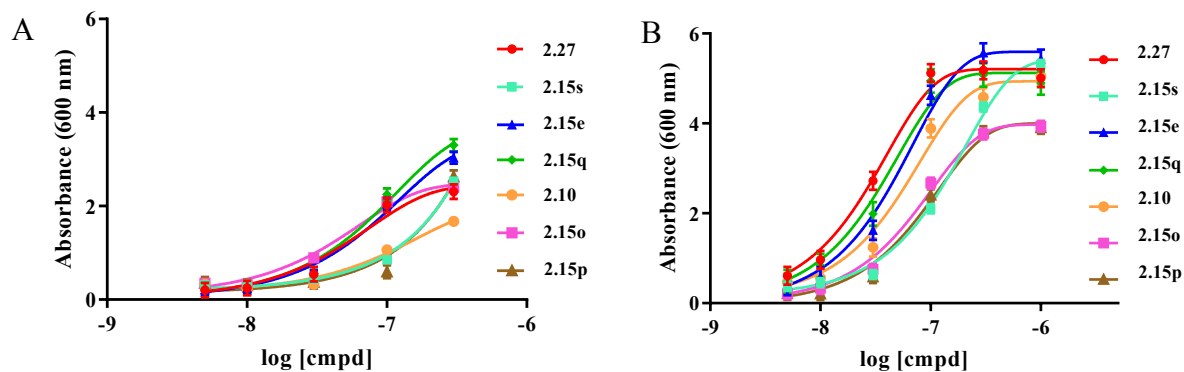 A
Absorbance (600 nm)
6
4
2
0
-9
-8
-7
-6
log [cmpd]
2.27
2.15s
2.15e
2.15q
2.10
2.15o
2.15p
B
Absorbance (600 nm)
6
4
2
0
-9
-8
-7
-6
log [cmpd]
2.27
2.15s
2.15e
2.15q
2.10
2.15o
2.15p